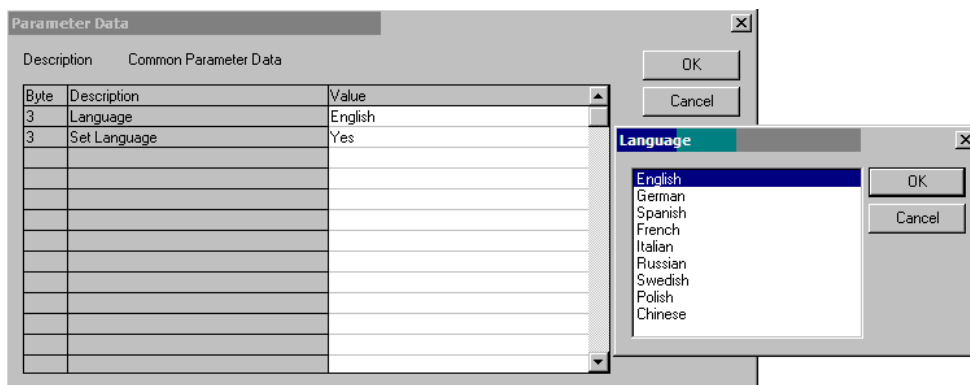 Parameter Data
Description Common Parameter Data
OK
Cancel
Byte Description Value
3 Language English
3 Set Language Yes
Language
English
German
Spanish
French
Italian
Russian
Swedish
Polish
Chinese
OK
Cancel